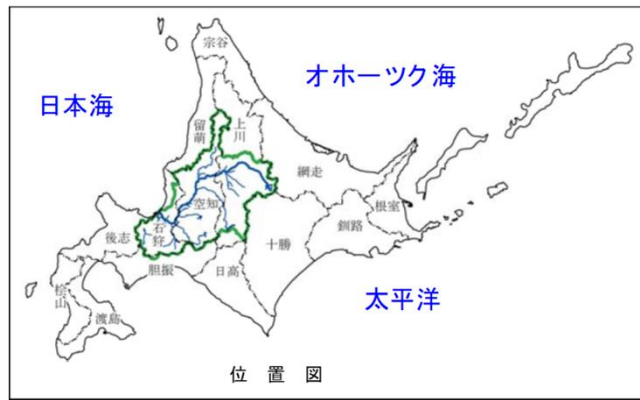 宗谷
オホーツク海
日本海
留萌
上川
網走
空知
根室
釧路
石狩
後志
十勝
胆振
日高
桧山
渡島
太平洋
位 置 図